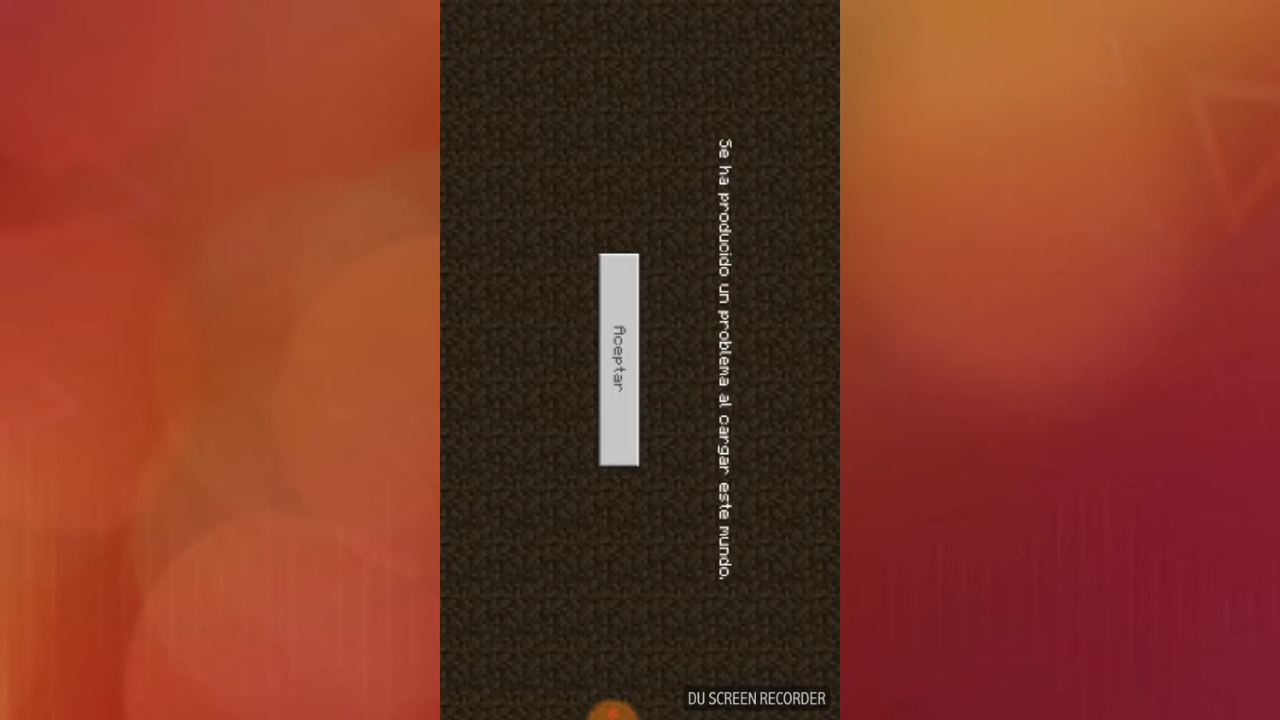 Se ha producido un problema al cargar este mundo.
Aceptar
DU SCREEN RECORDER